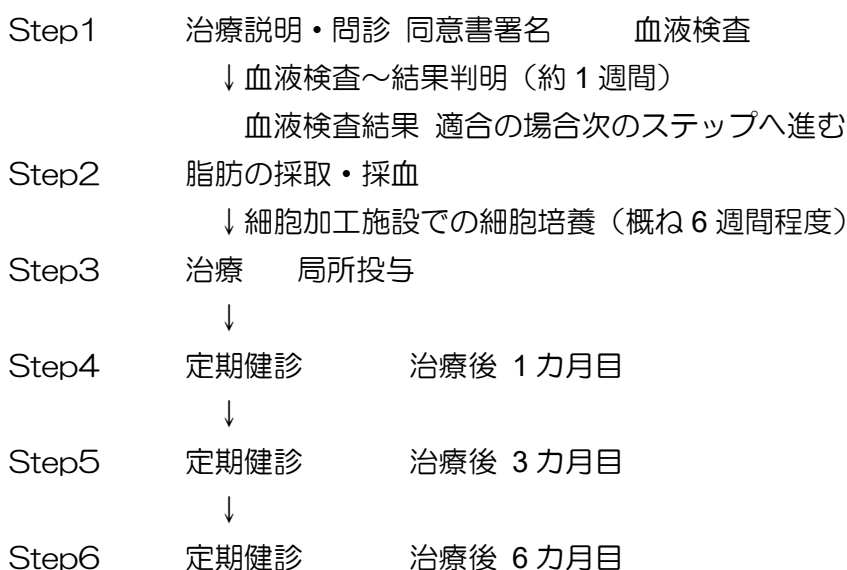 Step1 治療説明・問診 同意書署名 血液検査
↓血液検査～結果判明（約1週間）
血液検査結果 適合の場合次のステップへ進む
Step2 脂肪の採取・採血
↓細胞加工施設での細胞培養（概ね6週間程度）
Step3 治療 局所投与
↓
Step4 定期健診 治療後 1カ月目
↓
Step5 定期健診 治療後 3カ月目
↓
Step6 定期健診 治療後 6カ月目